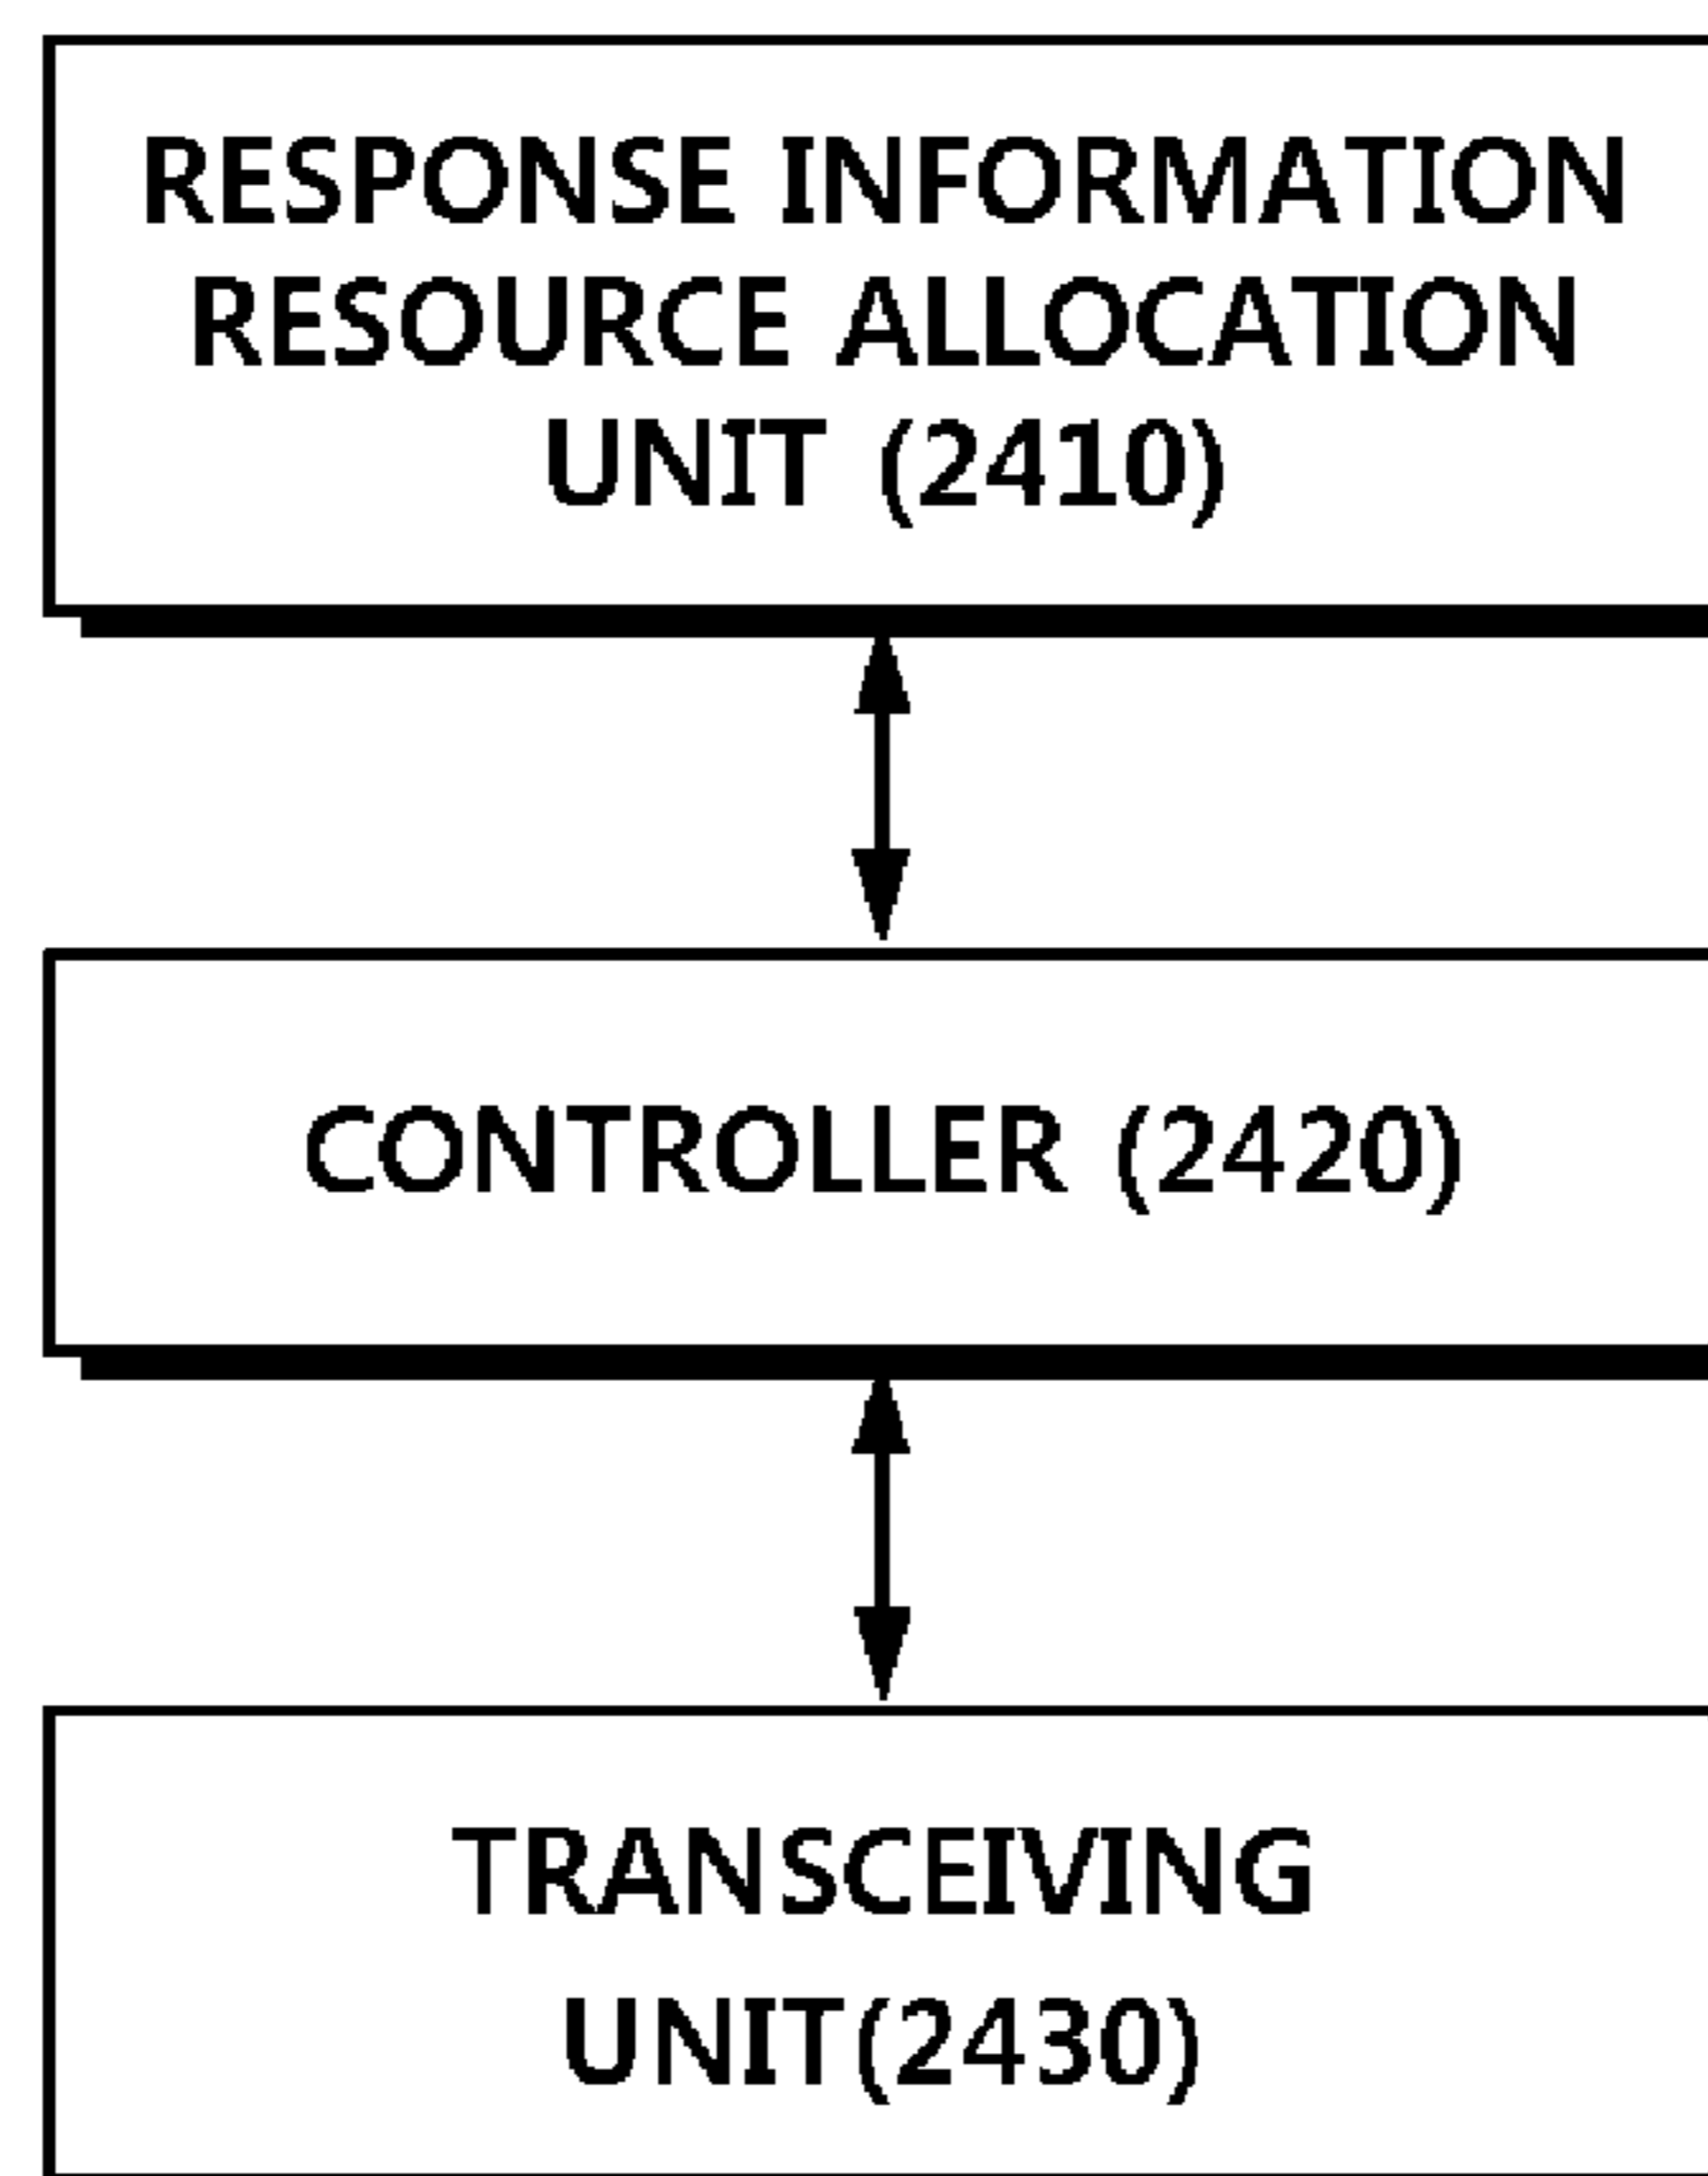 RESPONSE INFORMATION
RESOURCE ALLOCATION
UNIT (2410)
CONTROLLER (2420)
TRANSCEIVING
UNIT(2430)